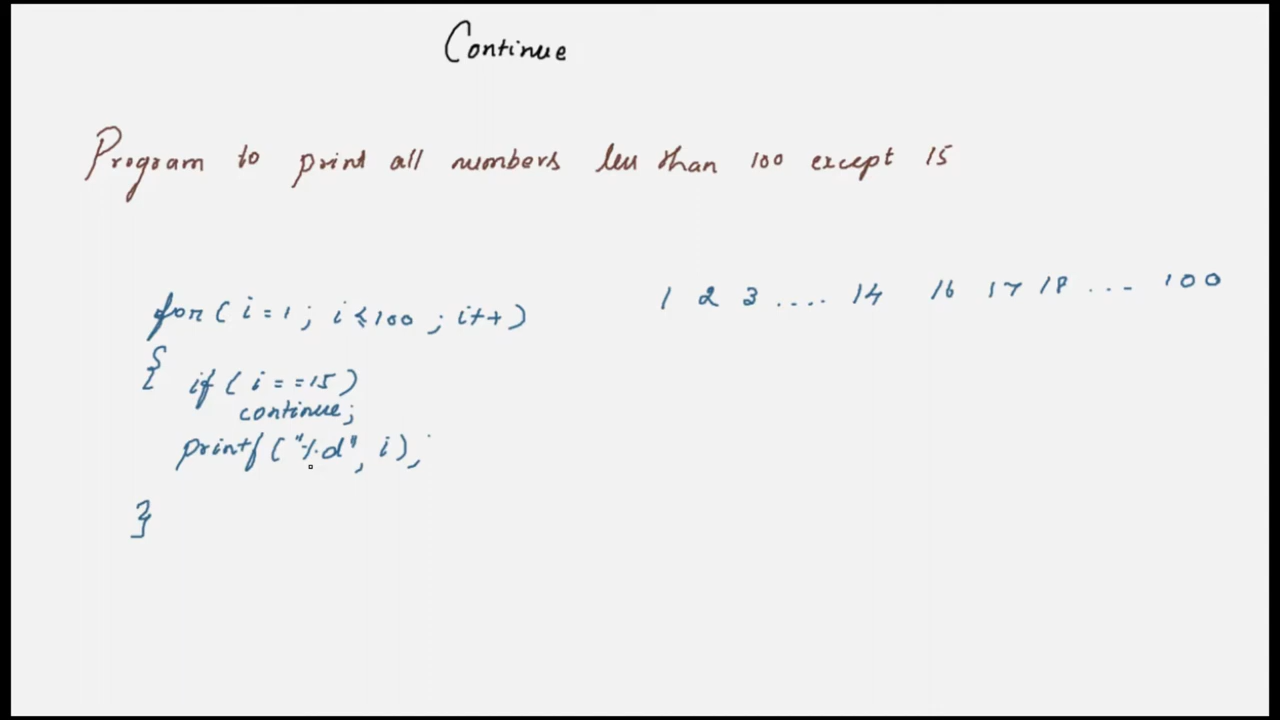 Continue
Program to print all numbers less than 100 except 15
for( i=1; i≤100 ; i++ )
1 2 3 .... 14 16 17 18 ... 100
{ if( i==15)
continue;
printf("%d", i);
}